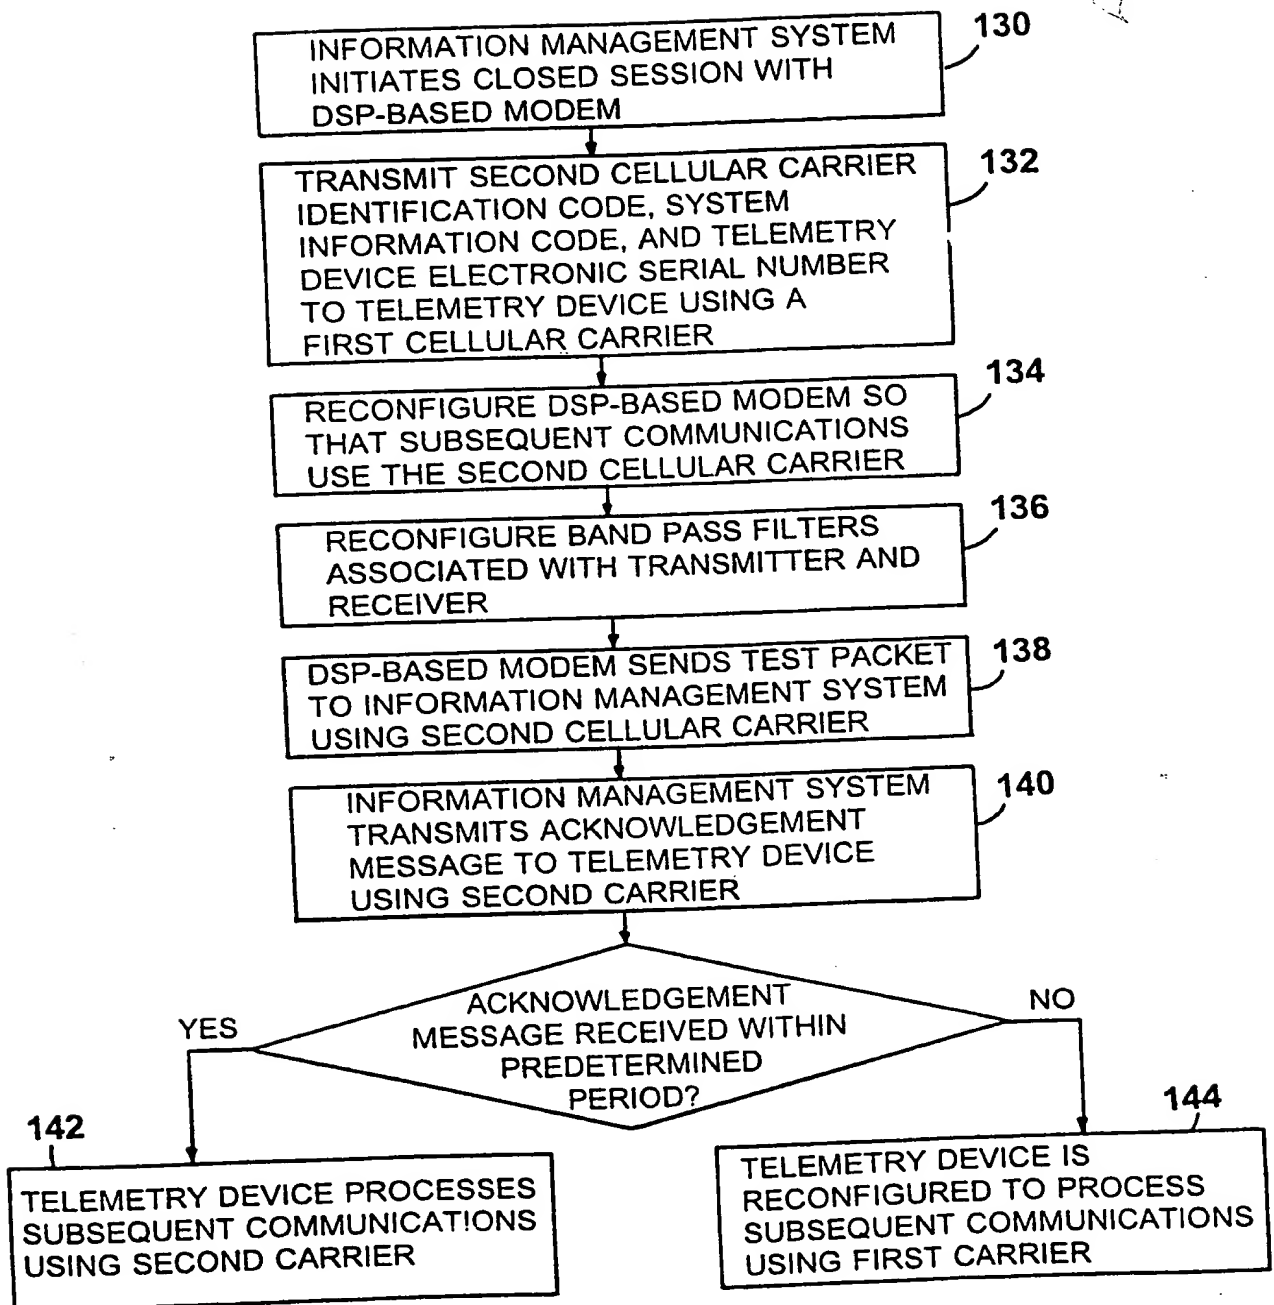 INFORMATION MANAGEMENT SYSTEM
INITIATES CLOSED SESSION WITH
DSP-BASED MODEM
130
TRANSMIT SECOND CELLULAR CARRIER
IDENTIFICATION CODE, SYSTEM
INFORMATION CODE, AND TELEMETRY
DEVICE ELECTRONIC SERIAL NUMBER
TO TELEMETRY DEVICE USING A
FIRST CELLULAR CARRIER
132
RECONFIGURE DSP-BASED MODEM SO
THAT SUBSEQUENT COMMUNICATIONS
USE THE SECOND CELLULAR CARRIER
134
RECONFIGURE BAND PASS FILTERS
ASSOCIATED WITH TRANSMITTER AND
RECEIVER
136
DSP-BASED MODEM SENDS TEST PACKET
TO INFORMATION MANAGEMENT SYSTEM
USING SECOND CELLULAR CARRIER
138
INFORMATION MANAGEMENT SYSTEM
TRANSMITS ACKNOWLEDGEMENT
MESSAGE TO TELEMETRY DEVICE
USING SECOND CARRIER
140
ACKNOWLEDGEMENT
MESSAGE RECEIVED WITHIN
PREDETERMINED
PERIOD?
YES
NO
142
TELEMETRY DEVICE PROCESSES
SUBSEQUENT COMMUNICATIONS
USING SECOND CARRIER
144
TELEMETRY DEVICE IS
RECONFIGURED TO PROCESS
SUBSEQUENT COMMUNICATIONS
USING FIRST CARRIER